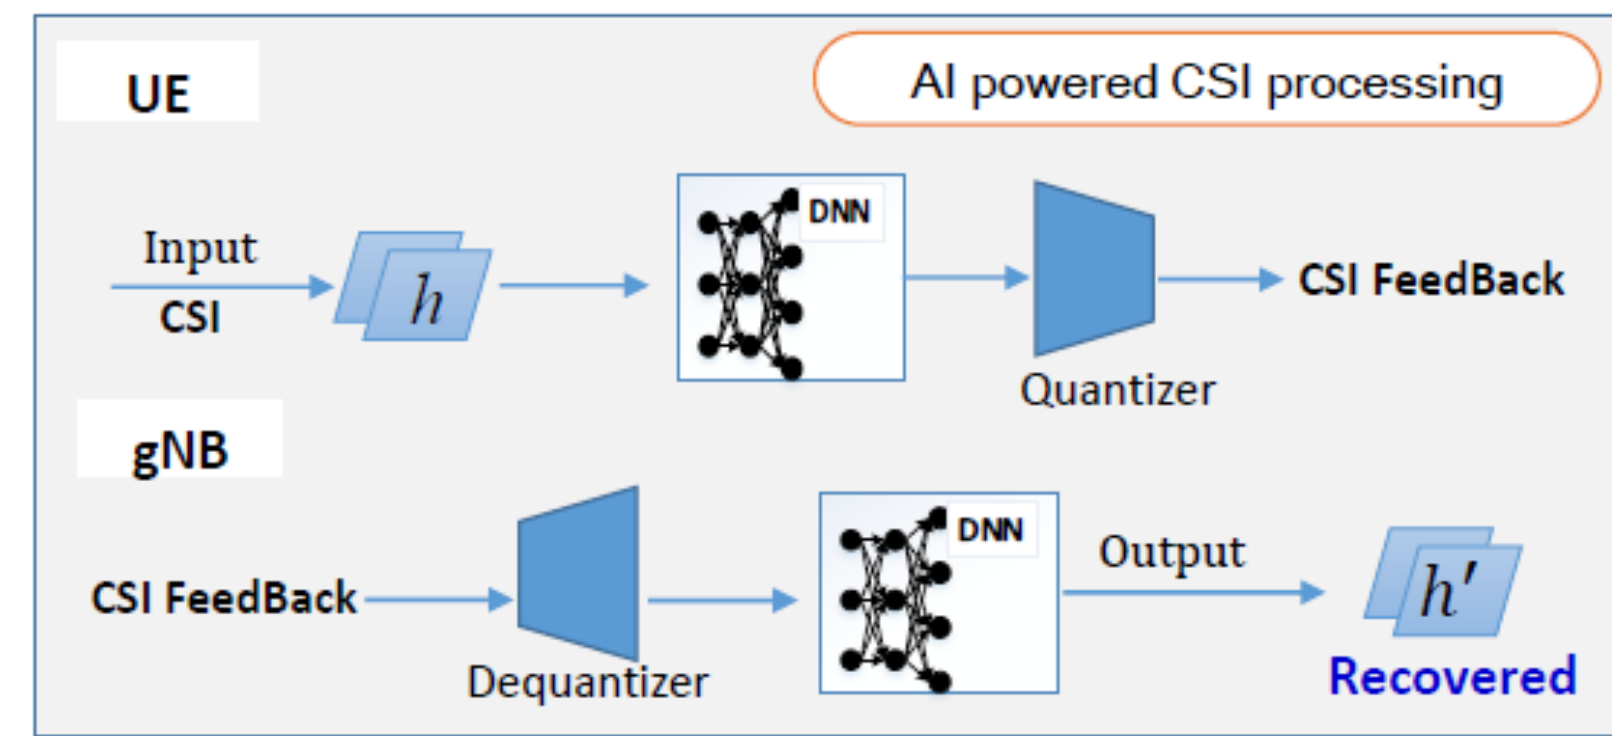 UE
AI powered CSI processing
Input
CSI
h
DNN
Quantizer
CSI FeedBack
gNB
CSI FeedBack
Dequantizer
DNN
Output
h′
Recovered